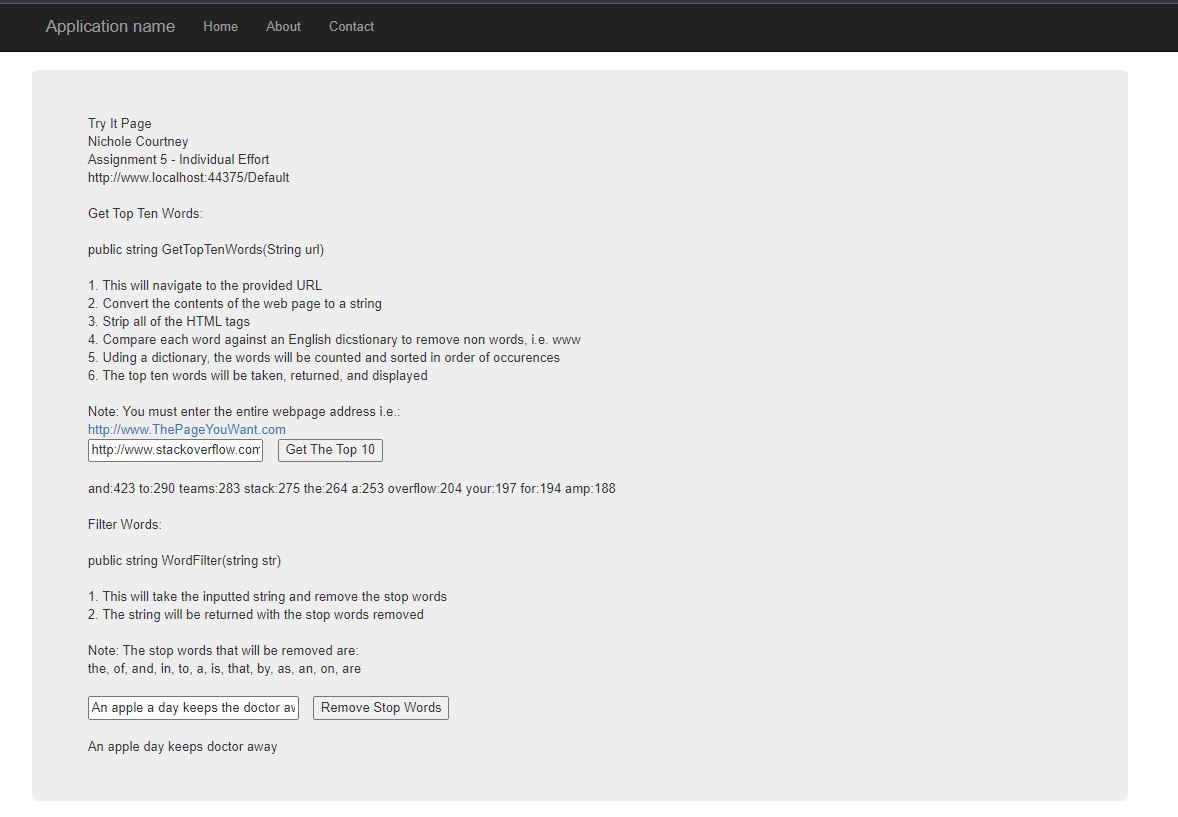 Application name Home About Contact
Try It Page
Nichole Courtney
Assignment 5 - Individual Effort
http://www.localhost:44375/Default
Get Top Ten Words:
public string GetTopTenWords(String url)
1. This will navigate to the provided URL
2. Convert the contents of the web page to a string
3. Strip all of the HTML tags
4. Compare each word against an English dicstionary to remove non words, i.e. www
5. Uding a dictionary, the words will be counted and sorted in order of occurences
6. The top ten words will be taken, returned, and displayed
Note: You must enter the entire webpage address i.e.:
http://www.ThePageYouWant.com
http://www.stackoverflow.com Get The Top 10
and:423 to:290 teams:283 stack:275 the:264 a:253 overflow:204 your:197 for:194 amp:188
Filter Words:
public string WordFilter(string str)
1. This will take the inputted string and remove the stop words
2. The string will be returned with the stop words removed
Note: The stop words that will be removed are:
the, of, and, in, to, a, is, that, by, as, an, on, are
An apple a day keeps the doctor Remove Stop Words
An apple day keeps doctor away